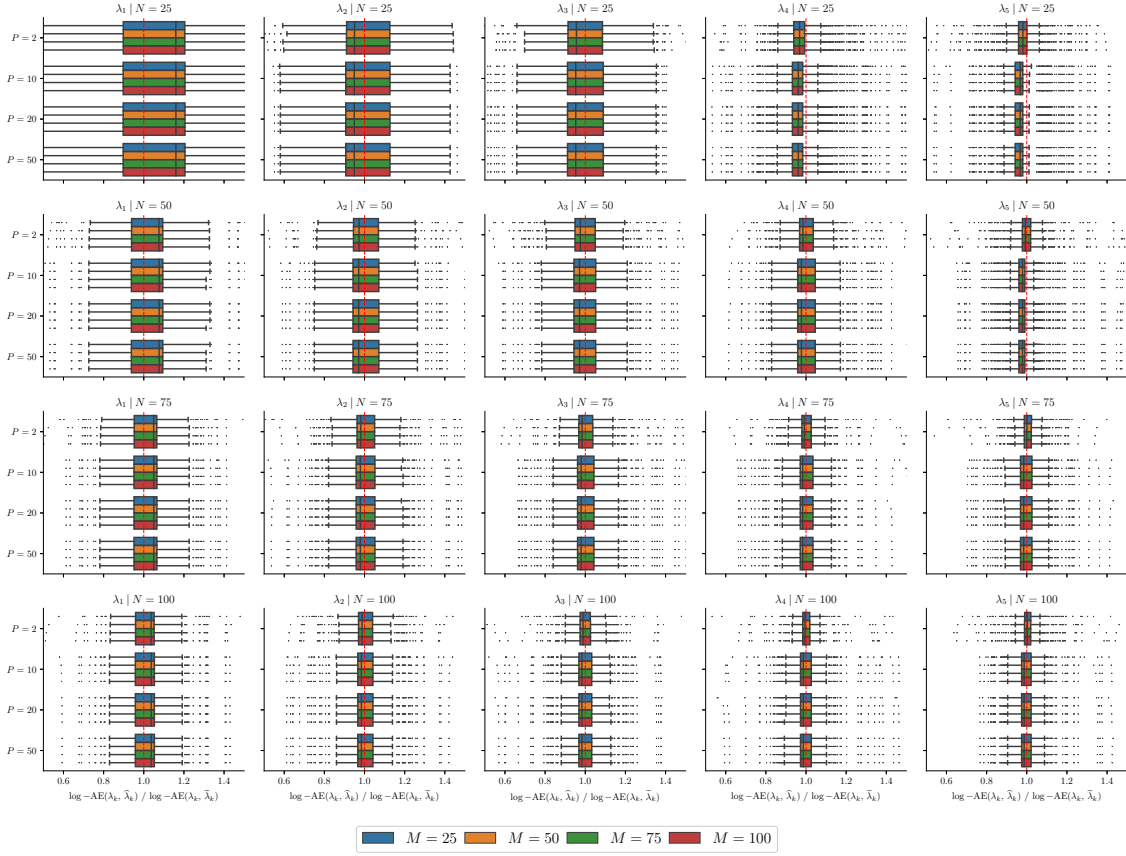 λ₁ | N = 25 λ₂ | N = 25 λ₃ | N = 25 λ₄ | N = 25 λ₅ | N = 25
P = 2
P = 10
P = 20
P = 50
λ₁ | N = 50 λ₂ | N = 50 λ₃ | N = 50 λ₄ | N = 50 λ₅ | N = 50
P = 2
P = 10
P = 20
P = 50
λ₁ | N = 75 λ₂ | N = 75 λ₃ | N = 75 λ₄ | N = 75 λ₅ | N = 75
P = 2
P = 10
P = 20
P = 50
λ₁ | N = 100 λ₂ | N = 100 λ₃ | N = 100 λ₄ | N = 100 λ₅ | N = 100
P = 2
P = 10
P = 20
P = 50
0.6 0.8 1.0 1.2 1.4 0.6 0.8 1.0 1.2 1.4 0.6 0.8 1.0 1.2 1.4 0.6 0.8 1.0 1.2 1.4 0.6 0.8 1.0 1.2 1.4
log −AE(λₖ, λ̂ₖ) / log −AE(λₖ, λ̃ₖ) log −AE(λₖ, λ̂ₖ) / log −AE(λₖ, λ̃ₖ) log −AE(λₖ, λ̂ₖ) / log −AE(λₖ, λ̃ₖ) log −AE(λₖ, λ̂ₖ) / log −AE(λₖ, λ̃ₖ) log −AE(λₖ, λ̂ₖ) / log −AE(λₖ, λ̃ₖ)
M = 25 M = 50 M = 75 M = 100